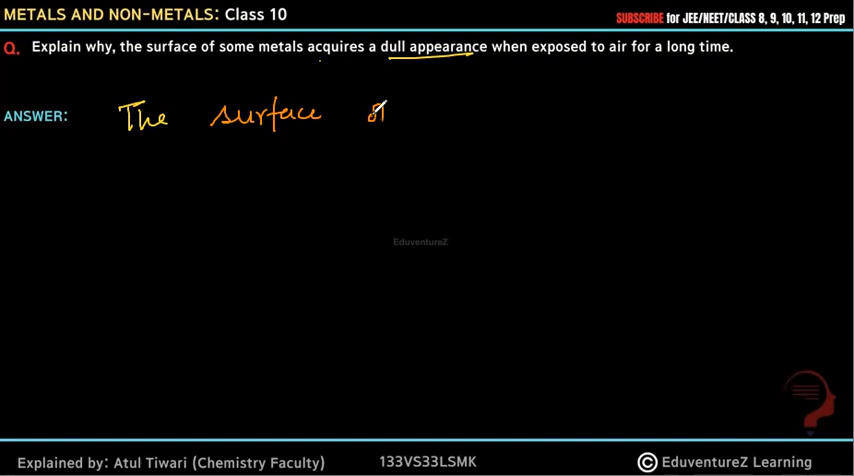 METALS AND NON-METALS: Class 10
SUBSCRIBE for JEE/NEET/CLASS 8, 9, 10, 11, 12 Prep
Q. Explain why, the surface of some metals acquires a dull appearance when exposed to air for a long time.
ANSWER: The surface
EduventureZ
Explained by: Atul Tiwari (Chemistry Faculty)
133VS33LSMK
© EduventureZ Learning